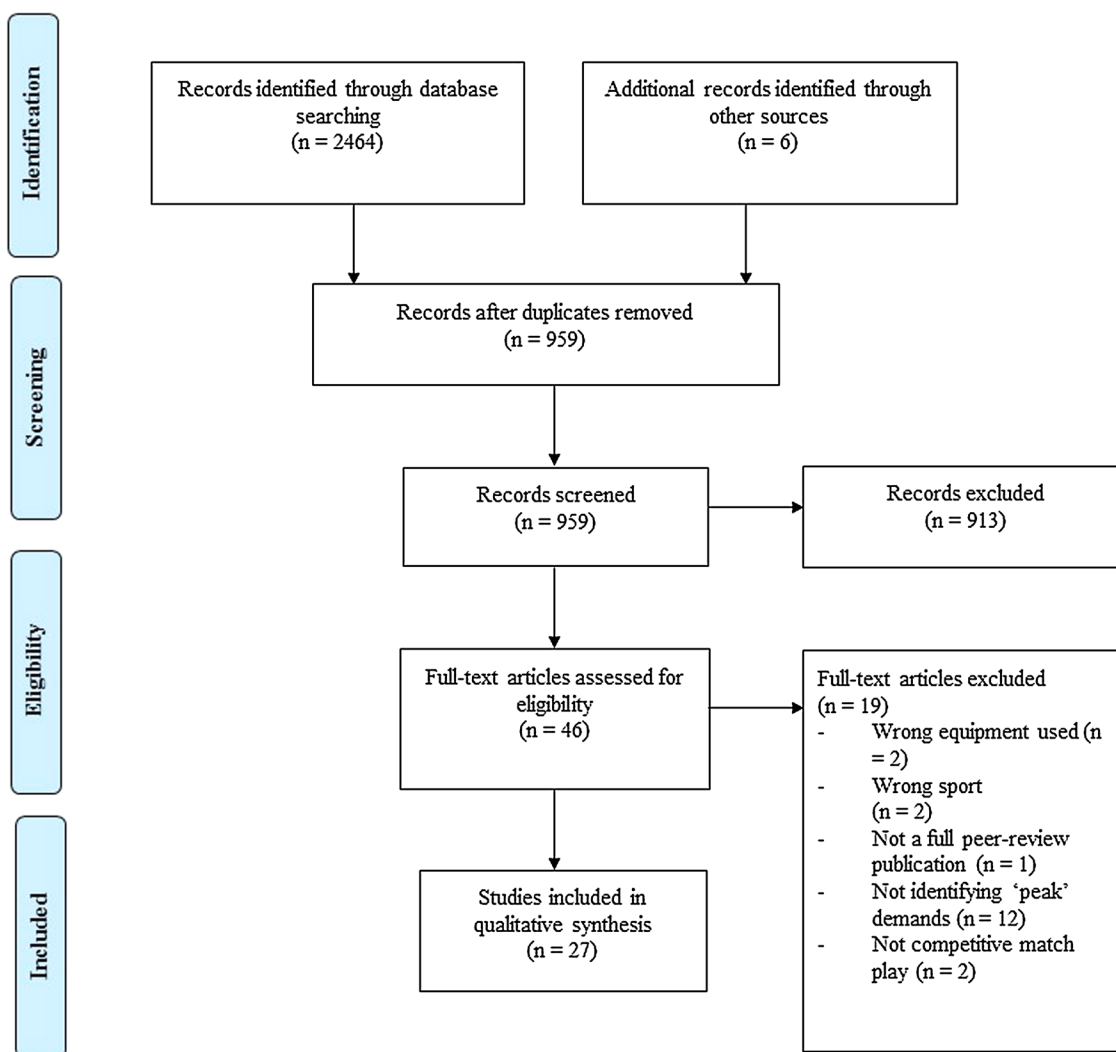 Identification
Records identified through database
searching
(n = 2464)
Additional records identified through
other sources
(n = 6)
Screening
Records after duplicates removed
(n = 959)
Records screened
(n = 959)
Records excluded
(n = 913)
Eligibility
Full-text articles assessed for
eligibility
(n = 46)
Full-text articles excluded
(n = 19)
- Wrong equipment used (n
= 2)
- Wrong sport
(n = 2)
- Not a full peer-review
publication (n = 1)
- Not identifying ‘peak’
demands (n = 12)
- Not competitive match
play (n = 2)
Included
Studies included in
qualitative synthesis
(n = 27)